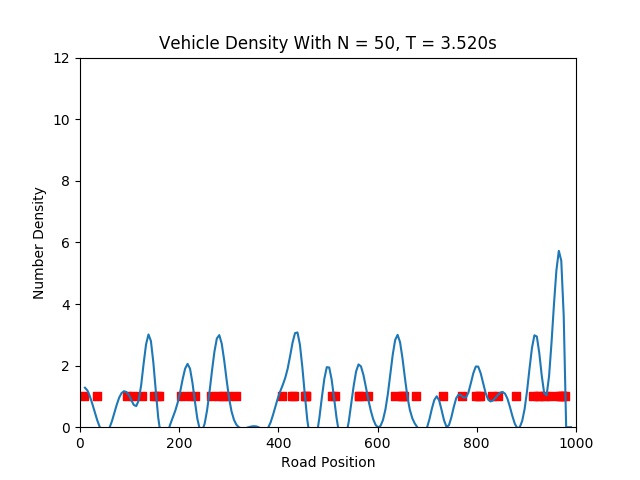 Vehicle Density With N = 50, T = 3.520s
12
10
8
6
4
2
0
Number Density
0 200 400 600 800 1000
Road Position